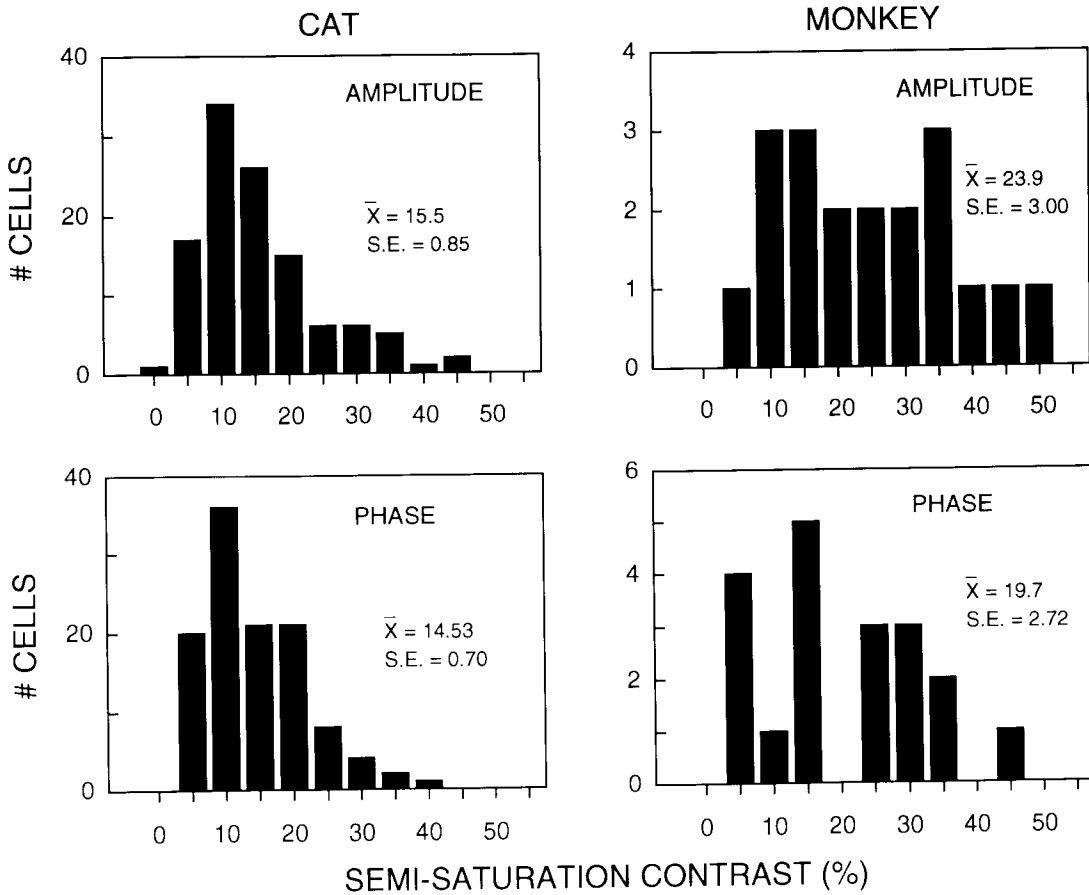 CAT
MONKEY
# CELLS
40
20
0
AMPLITUDE
X̄ = 15.5
S.E. = 0.85
0 10 20 30 40 50
4
3
2
1
0
AMPLITUDE
X̄ = 23.9
S.E. = 3.00
0 10 20 30 40 50
# CELLS
40
20
0
PHASE
X̄ = 14.53
S.E. = 0.70
0 10 20 30 40 50
6
4
2
0
PHASE
X̄ = 19.7
S.E. = 2.72
0 10 20 30 40 50
SEMI-SATURATION CONTRAST (%)